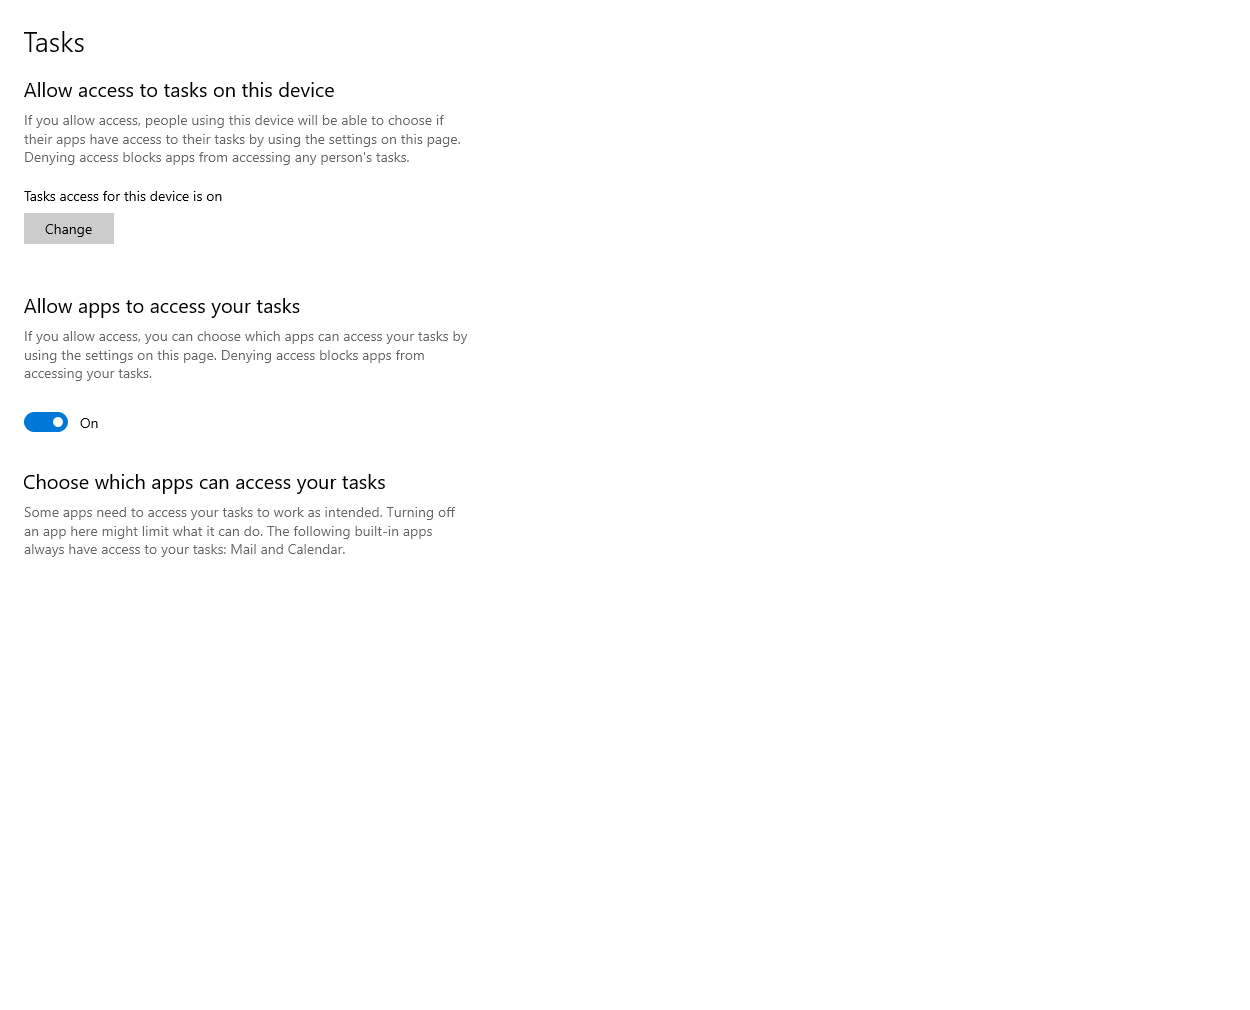 Tasks
Allow access to tasks on this device
If you allow access, people using this device will be able to choose if
their apps have access to their tasks by using the settings on this page.
Denying access blocks apps from accessing any person's tasks.
Tasks access for this device is on
Change
Allow apps to access your tasks
If you allow access, you can choose which apps can access your tasks by
using the settings on this page. Denying access blocks apps from
accessing your tasks.
On
Choose which apps can access your tasks
Some apps need to access your tasks to work as intended. Turning off
an app here might limit what it can do. The following built-in apps
always have access to your tasks: Mail and Calendar.